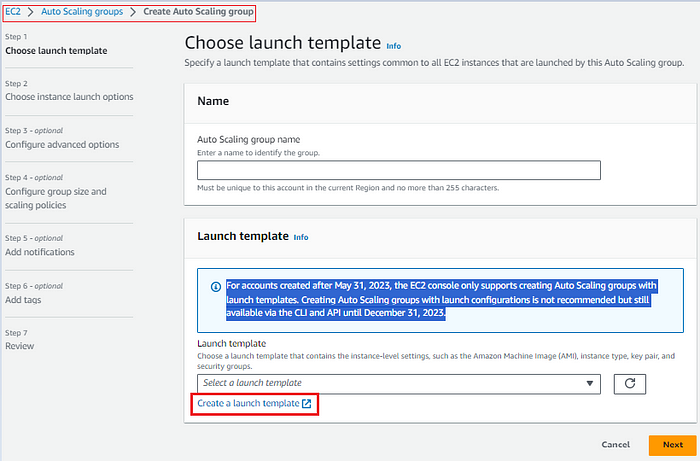 EC2 > Auto Scaling groups > Create Auto Scaling group
Step 1
Choose launch template
Step 2
Choose instance launch options
Step 3 - optional
Configure advanced options
Step 4 - optional
Configure group size and
scaling policies
Step 5 - optional
Add notifications
Step 6 - optional
Add tags
Step 7
Review
Choose launch template Info
Specify a launch template that contains settings common to all EC2 instances that are launched by this Auto Scaling group.
Name
Auto Scaling group name
Enter a name to identify the group.
Must be unique to this account in the current Region and no more than 255 characters.
Launch template Info
For accounts created after May 31, 2023, the EC2 console only supports creating Auto Scaling groups with
launch templates. Creating Auto Scaling groups with launch configurations is not recommended but still
available via the CLI and API until December 31, 2023.
Launch template
Choose a launch template that contains the instance-level settings, such as the Amazon Machine Image (AMI), instance type, key pair, and
security groups.
Select a launch template
Create a launch template
Cancel
Next